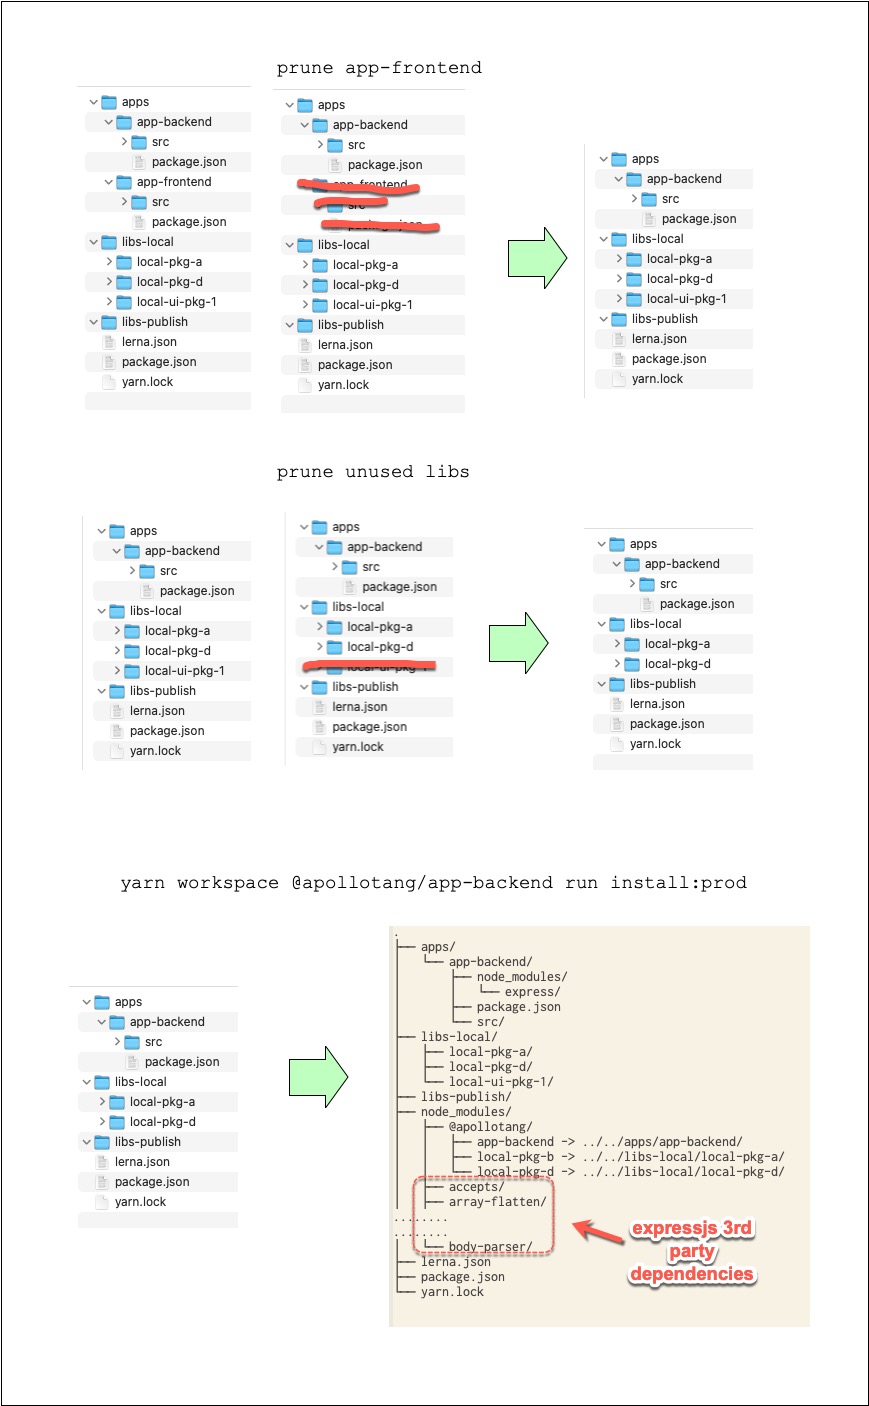 prune app-frontend
apps
app-backend
src
package.json
app-frontend
src
package.json
libs-local
local-pkg-a
local-pkg-d
local-ui-pkg-1
libs-publish
lerna.json
package.json
yarn.lock
apps
app-backend
src
package.json
app-frontend
src
package.json
libs-local
local-pkg-a
local-pkg-d
local-ui-pkg-1
libs-publish
lerna.json
package.json
yarn.lock
apps
app-backend
src
package.json
libs-local
local-pkg-a
local-pkg-d
local-ui-pkg-1
libs-publish
lerna.json
package.json
yarn.lock
prune unused libs
apps
app-backend
src
package.json
libs-local
local-pkg-a
local-pkg-d
local-ui-pkg-1
libs-publish
lerna.json
package.json
yarn.lock
apps
app-backend
src
package.json
libs-local
local-pkg-a
local-pkg-d
local-ui-pkg-1
libs-publish
lerna.json
package.json
yarn.lock
apps
app-backend
src
package.json
libs-local
local-pkg-a
local-pkg-d
libs-publish
lerna.json
package.json
yarn.lock
yarn workspace @apollotang/app-backend run install:prod
apps
app-backend
src
package.json
libs-local
local-pkg-a
local-pkg-d
libs-publish
lerna.json
package.json
yarn.lock
.
├── apps/
│   └── app-backend/
│       ├── node_modules/
│       │   └── express/
│       ├── package.json
│       └── src/
├── libs-local/
│   ├── local-pkg-a/
│   ├── local-pkg-d/
│   └── local-ui-pkg-1/
├── libs-publish/
├── node_modules/
│   ├── @apollotang/
│   │   ├── app-backend -> ../../apps/app-backend/
│   │   ├── local-pkg-b -> ../../libs-local/local-pkg-a/
│   │   └── local-pkg-d -> ../../libs-local/local-pkg-d/
│   ├── accepts/
│   ├── array-flatten/
........
........
│   └── body-parser/
├── lerna.json
├── package.json
└── yarn.lock
expressjs 3rd
party
dependencies